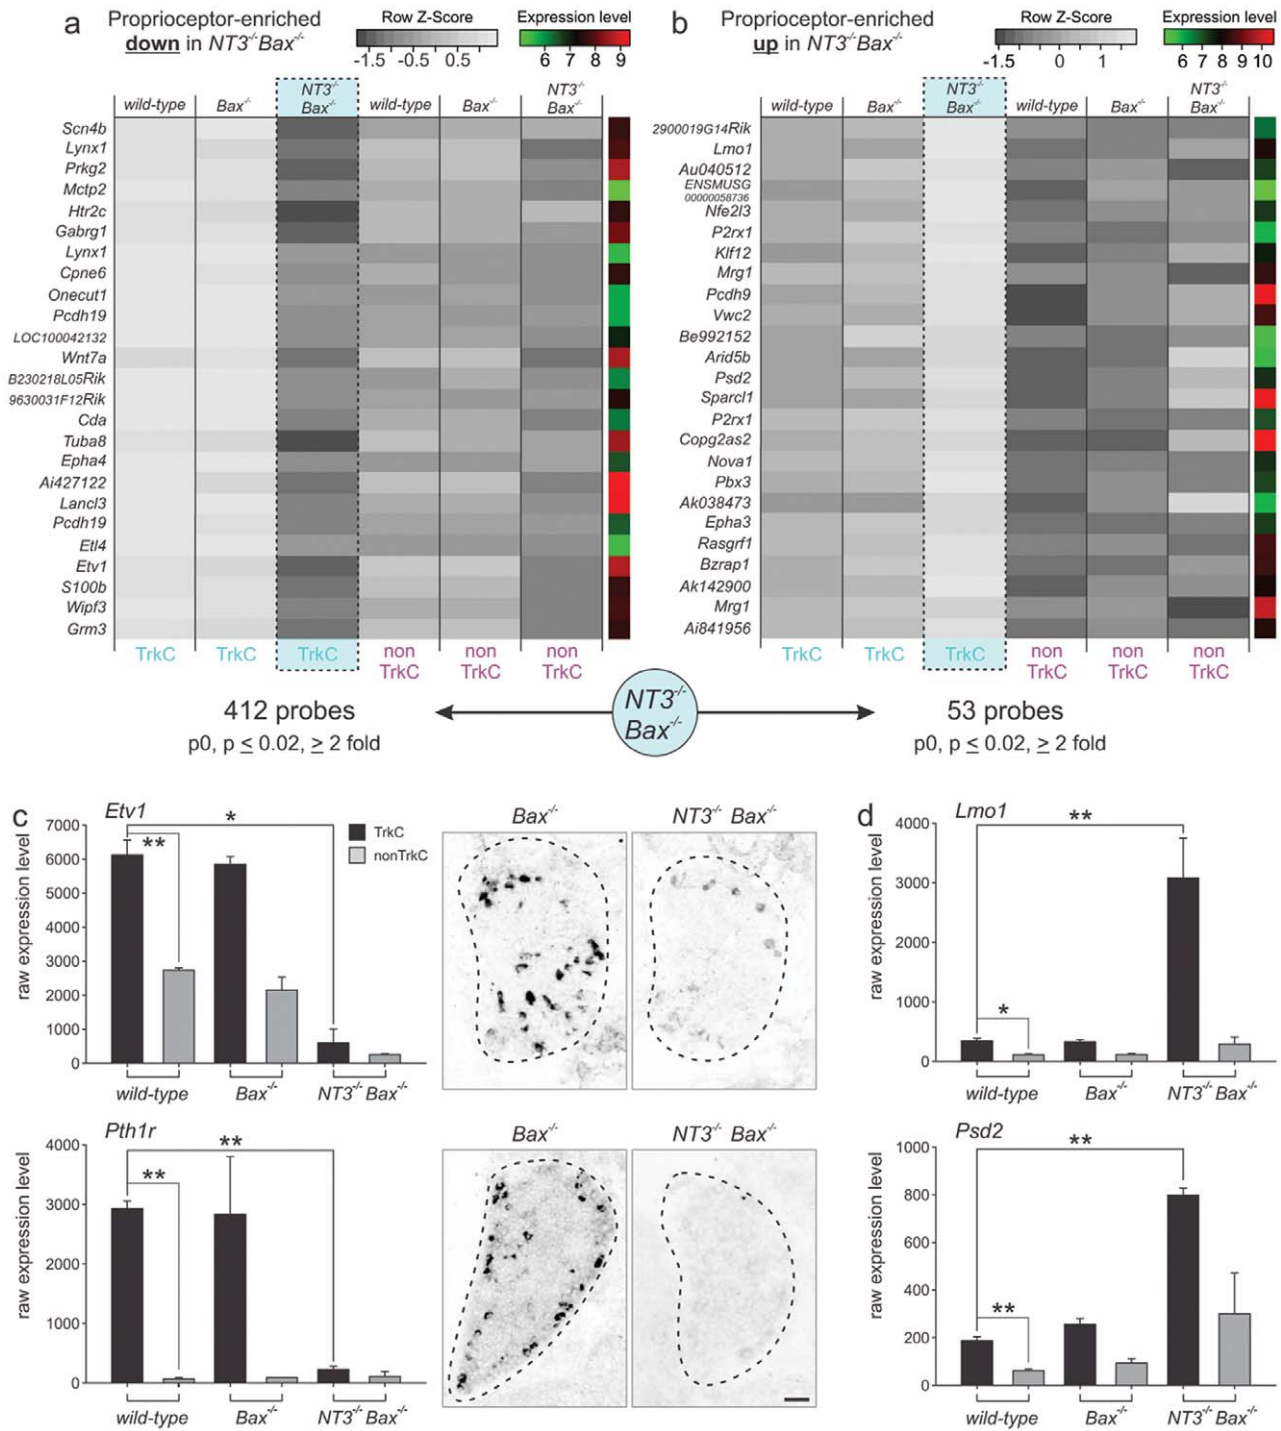 a
Proprioceptor-enriched
down in NT3-/-Bax-/-
Row Z-Score
-1.5 -0.5 0.5
Expression level
6 7 8 9
wild-type Bax-/- NT3-/- Bax-/- wild-type Bax-/- NT3-/- Bax-/-
Scn4b
Lynx1
Prkg2
Mctp2
Htr2c
Gabrg1
Lynx1
Cpne6
Onecut1
Pcdh19
LOC100042132
Wnt7a
B230218L05Rik
9630031F12Rik
Cda
Tuba8
Epha4
Ai427122
Lancl3
Pcdh19
Etl4
Etv1
S100b
Wipf3
Grm3
TrkC TrkC TrkC non TrkC non TrkC non TrkC
412 probes
p0, p ≤ 0.02, ≥ 2 fold
NT3-/-
Bax-/-
b
Proprioceptor-enriched
up in NT3-/-Bax-/-
Row Z-Score
-1.5 0 1
Expression level
6 7 8 9 10
wild-type Bax-/- NT3-/- Bax-/- wild-type Bax-/- NT3-/- Bax-/-
2900019G14Rik
Lmo1
Au040512
ENSMUSG
00000058736
Nfe2l3
P2rx1
Klf12
Mrg1
Pcdh9
Vwc2
Be992152
Arid5b
Psd2
Sparcl1
P2rx1
Copg2as2
Nova1
Pbx3
Ak038473
Epha3
Rasgrf1
Bzrap1
Ak142900
Mrg1
Ai841956
TrkC TrkC TrkC non TrkC non TrkC non TrkC
53 probes
p0, p ≤ 0.02, ≥ 2 fold
c
Etv1
raw expression level
7000
6000
5000
4000
3000
2000
1000
0
**
*
TrkC
nonTrkC
wild-type Bax-/- NT3-/- Bax-/-
Bax-/-
NT3-/- Bax-/-
Pth1r
raw expression level
4000
3000
2000
1000
0
**
**
wild-type Bax-/- NT3-/- Bax-/-
Bax-/-
NT3-/- Bax-/-
d
Lmo1
raw expression level
4000
3000
2000
1000
0
*
**
wild-type Bax-/- NT3-/- Bax-/-
Psd2
raw expression level
1000
800
600
400
200
0
**
**
wild-type Bax-/- NT3-/- Bax-/-